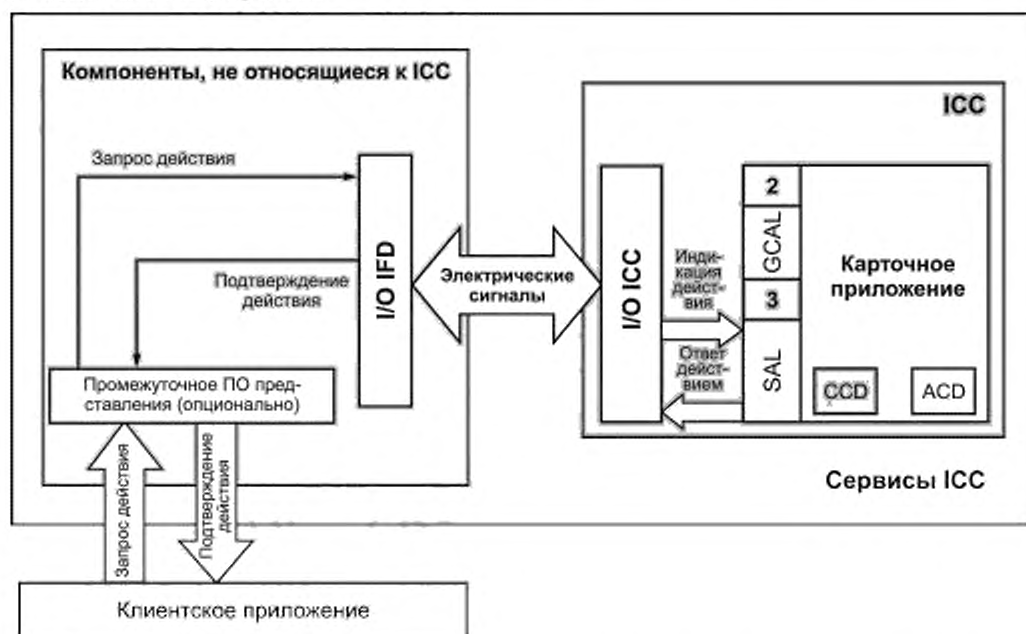 Компоненты, не относящиеся к ICC
Запрос действия
Подтверждение
действия
I/O IFD
Промежуточное ПО пред-
ставления (опционально)
Запрос действия
Подтверждение
действия
Клиентское приложение
Электрические
сигналы
ICC
I/O ICC
Инди-
кация
дейст-
вия
Ответ
дейст-
вием
2
GCAL
3
SAL
Карточное
приложение
CCD
ACD
Сервисы ICC